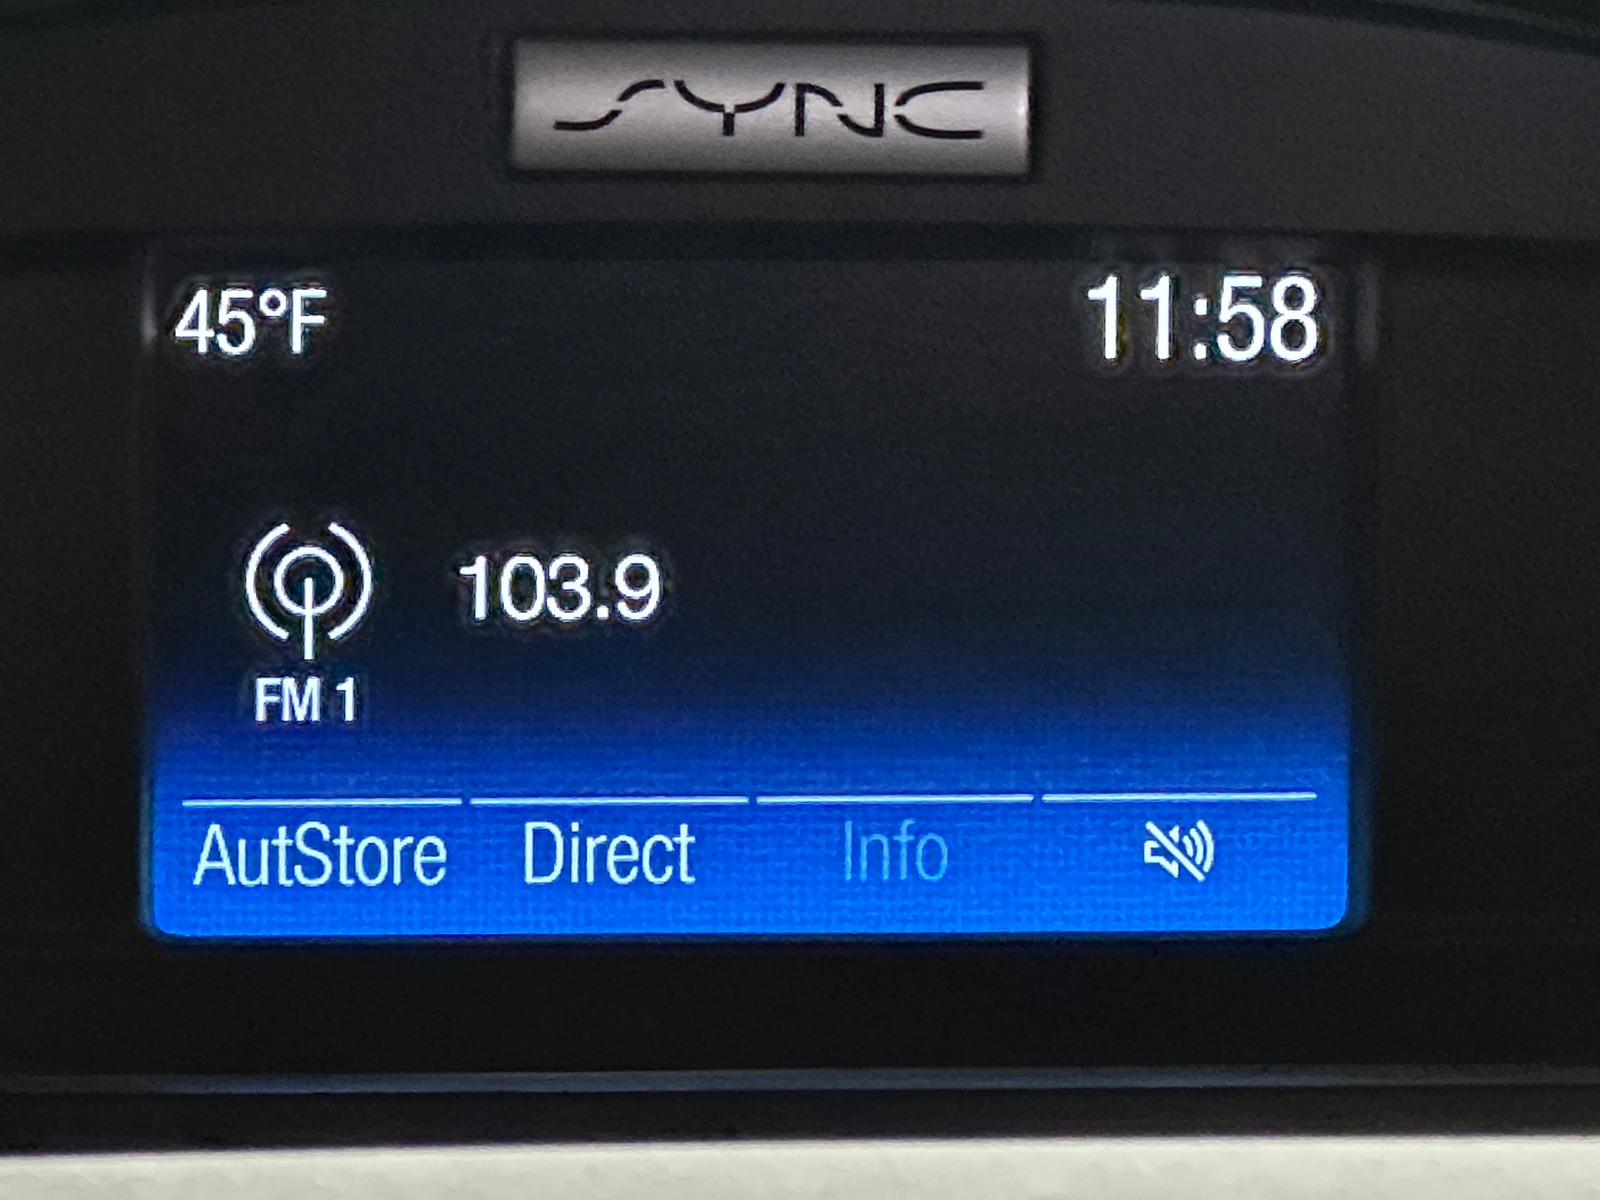 SYNC
45°F
11:58
103.9
FM 1
AutStore
Direct
Info